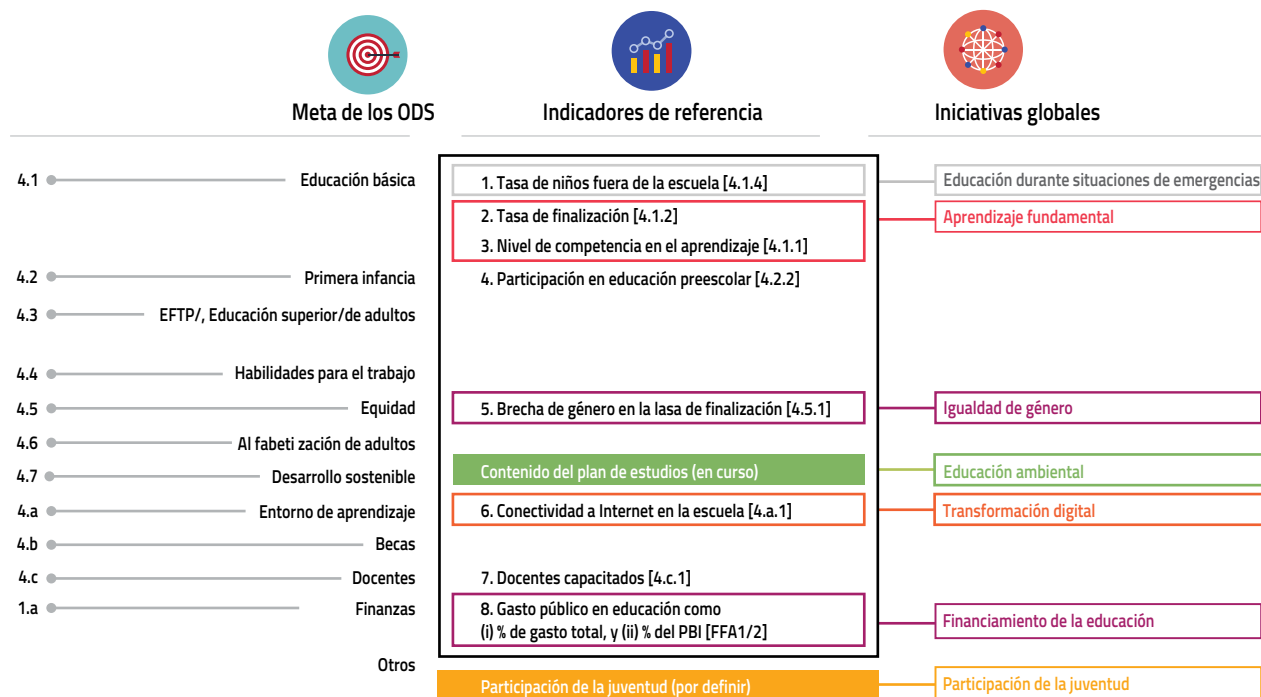 Meta de los ODS
Indicadores de referencia
Iniciativas globales
4.1 Educación básica
1. Tasa de niños fuera de la escuela [4.1.4]
Educación durante situaciones de emergencias
2. Tasa de finalización [4.1.2]
Aprendizaje fundamental
3. Nivel de competencia en el aprendizaje [4.1.1]
4.2 Primera infancia
4. Participación en educación preescolar [4.2.2]
4.3 EFTP/, Educación superior/de adultos
4.4 Habilidades para el trabajo
4.5 Equidad
5. Brecha de género en la lasa de finalización [4.5.1]
Igualdad de género
4.6 Al fabeti zación de adultos
4.7 Desarrollo sostenible
Contenido del plan de estudios (en curso)
Educación ambiental
4.a Entorno de aprendizaje
6. Conectividad a Internet en la escuela [4.a.1]
Transformación digital
4.b Becas
4.c Docentes
7. Docentes capacitados [4.c.1]
1.a Finanzas
8. Gasto público en educación como
(i) % de gasto total, y (ii) % del PBI [FFA1/2]
Financiamiento de la educación
Otros
Participación de la juventud (por definir)
Participación de la juventud